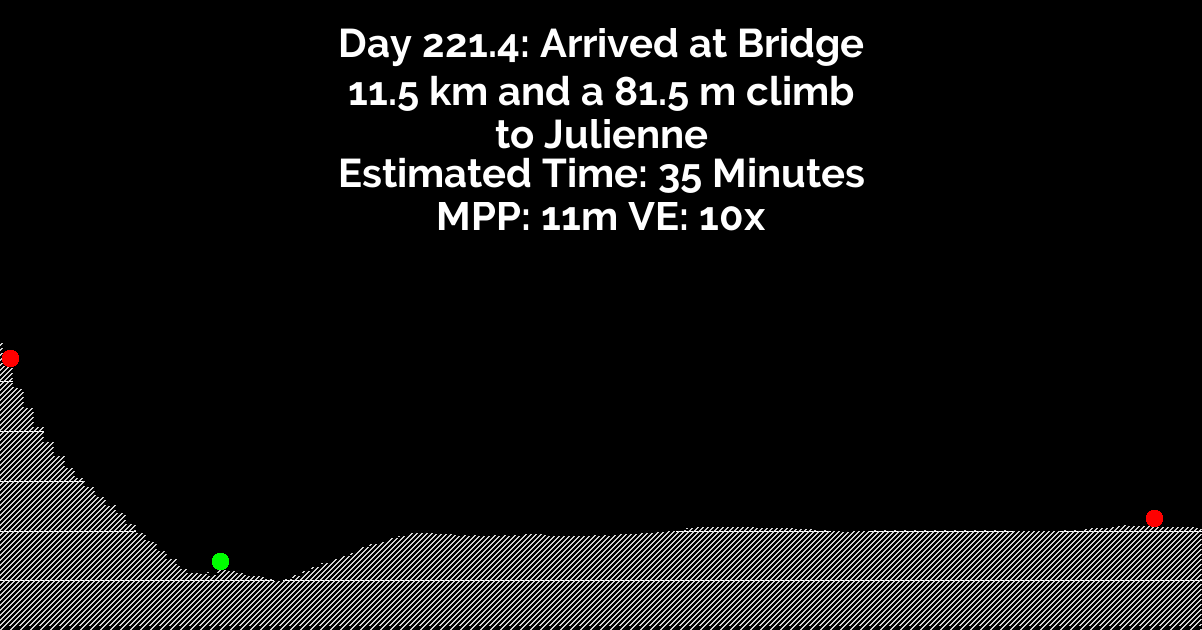 Day 221.4: Arrived at Bridge
11.5 km and a 81.5 m climb
to Julienne
Estimated Time: 35 Minutes
MPP: 11m VE: 10x